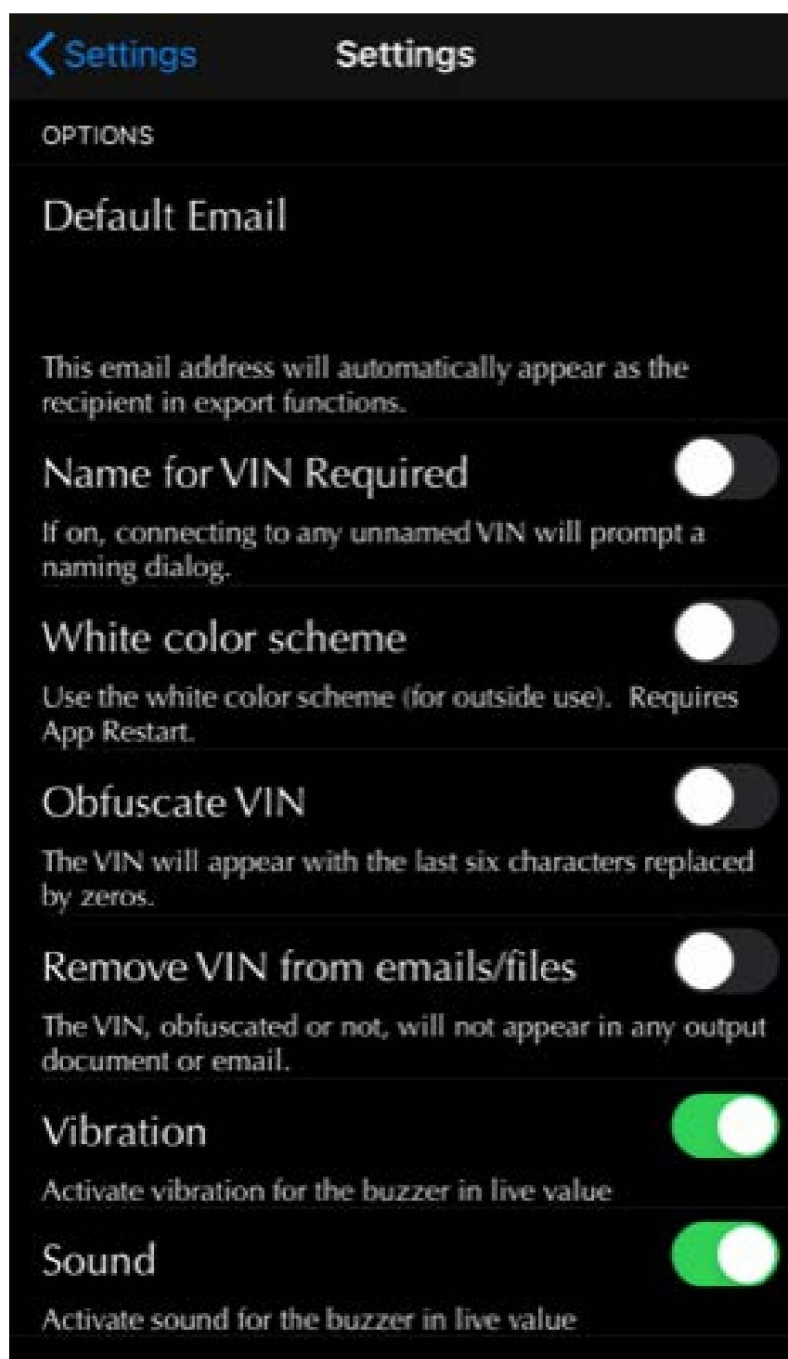 Settings
Settings
OPTIONS
Default Email
This email address will automatically appear as the
recipient in export functions.
Name for VIN Required
If on, connecting to any unnamed VIN will prompt a
naming dialog.
White color scheme
Use the white color scheme (for outside use).  Requires
App Restart.
Obfuscate VIN
The VIN will appear with the last six characters replaced
by zeros.
Remove VIN from emails/files
The VIN, obfuscated or not, will not appear in any output
document or email.
Vibration
Activate vibration for the buzzer in live value
Sound
Activate sound for the buzzer in live value